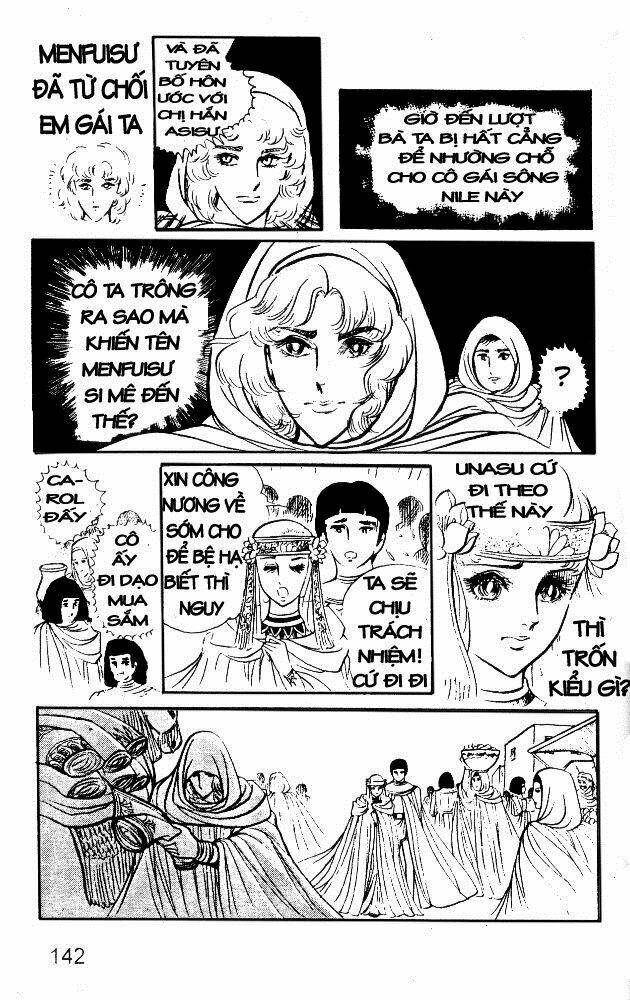 MENFUISƯ
ĐÃ TỪ CHỐI
EM GÁI TA
VÀ ĐÃ
TUYÊN
BỐ HÔN
ƯỚC VỚI
CHỊ HẮN
ASISƯ
GIỜ ĐẾN LƯỢT
BÀ TA BỊ HẤT CẲNG
ĐỂ NHƯỜNG CHỖ
CHO CÔ GÁI SÔNG
NILE NÀY
CÔ TA TRÔNG
RA SAO MÀ
KHIẾN TÊN
MENFUISƯ
SI MÊ ĐẾN
THẾ?
?
CA-
ROL
ĐẤY
CÔ
ẤY
ĐI DẠO
MUA
SẮM
XIN CÔNG
NƯƠNG VỀ
SỚM CHO
ĐỂ BỆ HẠ
BIẾT THÌ
NGUY
TA SẼ
CHỊU
TRÁCH
NHIỆM!
CỨ ĐI ĐI
UNASU CỨ
ĐI THEO
THẾ NÀY
THÌ
TRỐN
KIỂU GÌ?
142